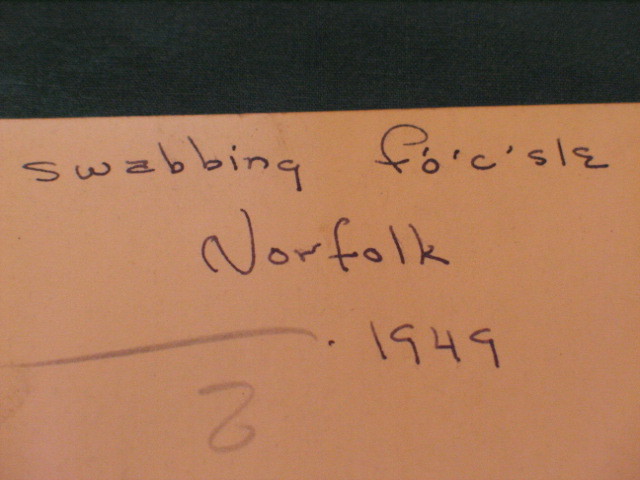 swabbing fo'c'sle
Norfolk
. 1949
2